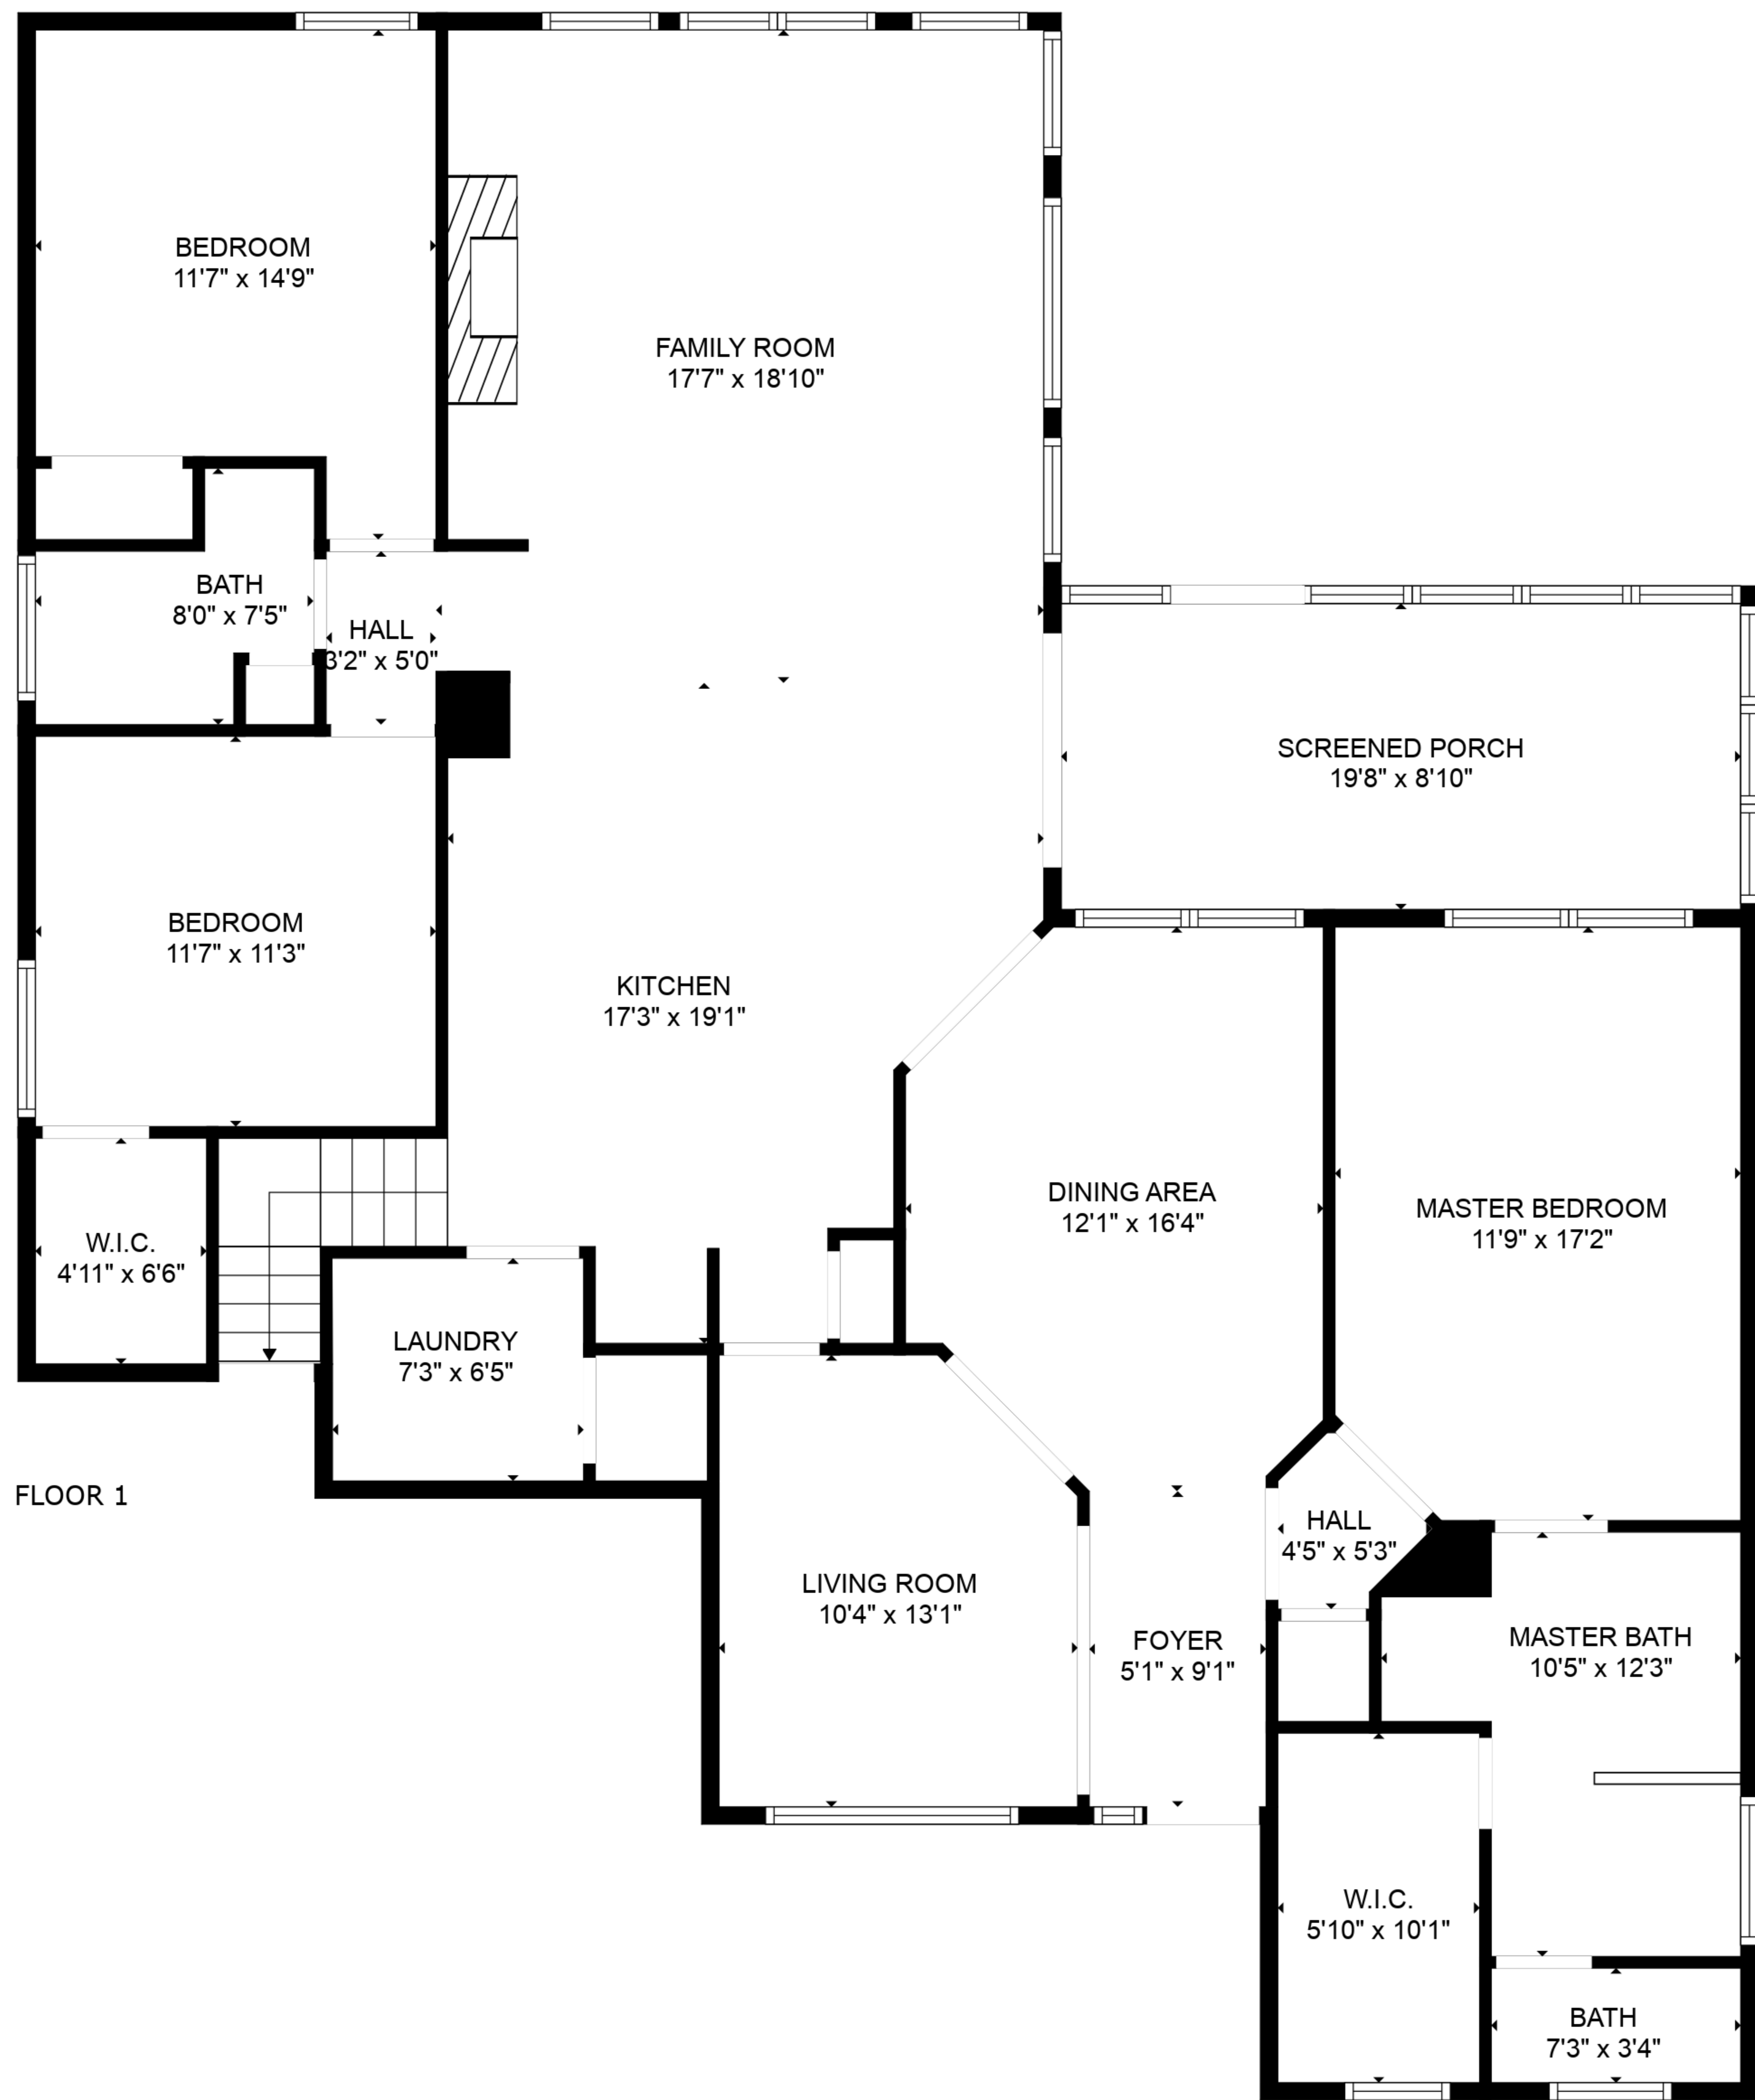 BEDROOM
11'7" x 14'9"
FAMILY ROOM
17'7" x 18'10"
BATH
8'0" x 7'5"
HALL
3'2" x 5'0"
SCREENED PORCH
19'8" x 8'10"
BEDROOM
11'7" x 11'3"
KITCHEN
17'3" x 19'1"
DINING AREA
12'1" x 16'4"
MASTER BEDROOM
11'9" x 17'2"
W.I.C.
4'11" x 6'6"
LAUNDRY
7'3" x 6'5"
FLOOR 1
HALL
4'5" x 5'3"
LIVING ROOM
10'4" x 13'1"
FOYER
5'1" x 9'1"
MASTER BATH
10'5" x 12'3"
W.I.C.
5'10" x 10'1"
BATH
7'3" x 3'4"